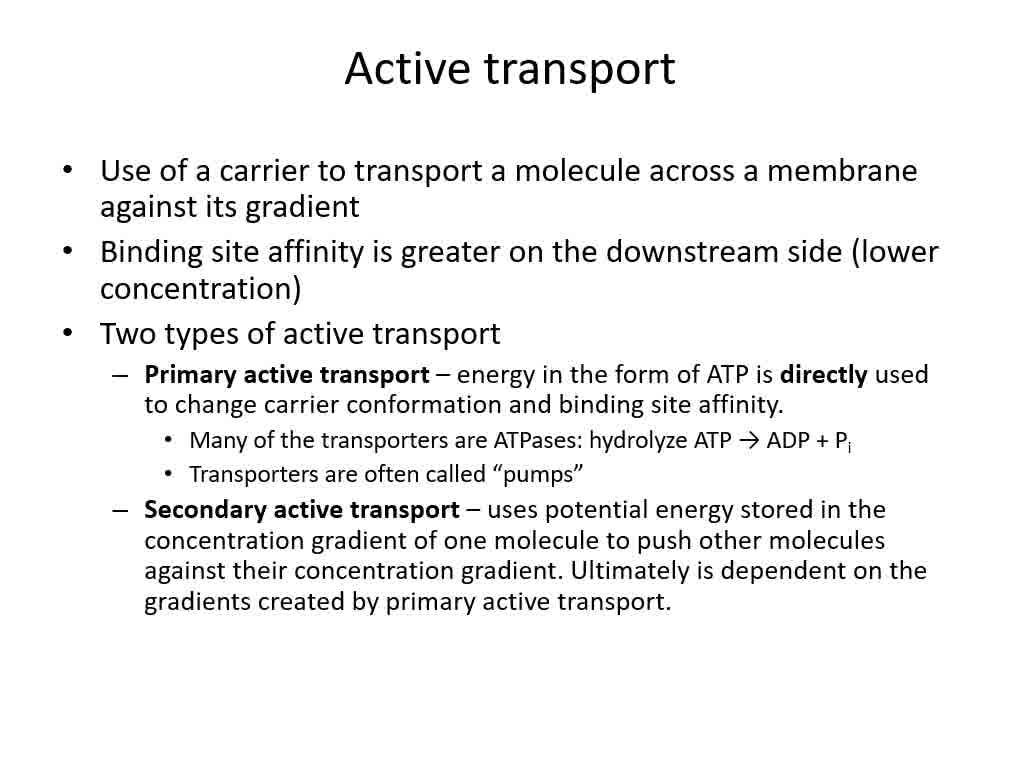 Active transport
• Use of a carrier to transport a molecule across a membrane
against its gradient
• Binding site affinity is greater on the downstream side (lower
concentration)
• Two types of active transport
– Primary active transport – energy in the form of ATP is directly used
to change carrier conformation and binding site affinity.
• Many of the transporters are ATPases: hydrolyze ATP → ADP + Pi
• Transporters are often called “pumps”
– Secondary active transport – uses potential energy stored in the
concentration gradient of one molecule to push other molecules
against their concentration gradient. Ultimately is dependent on the
gradients created by primary active transport.